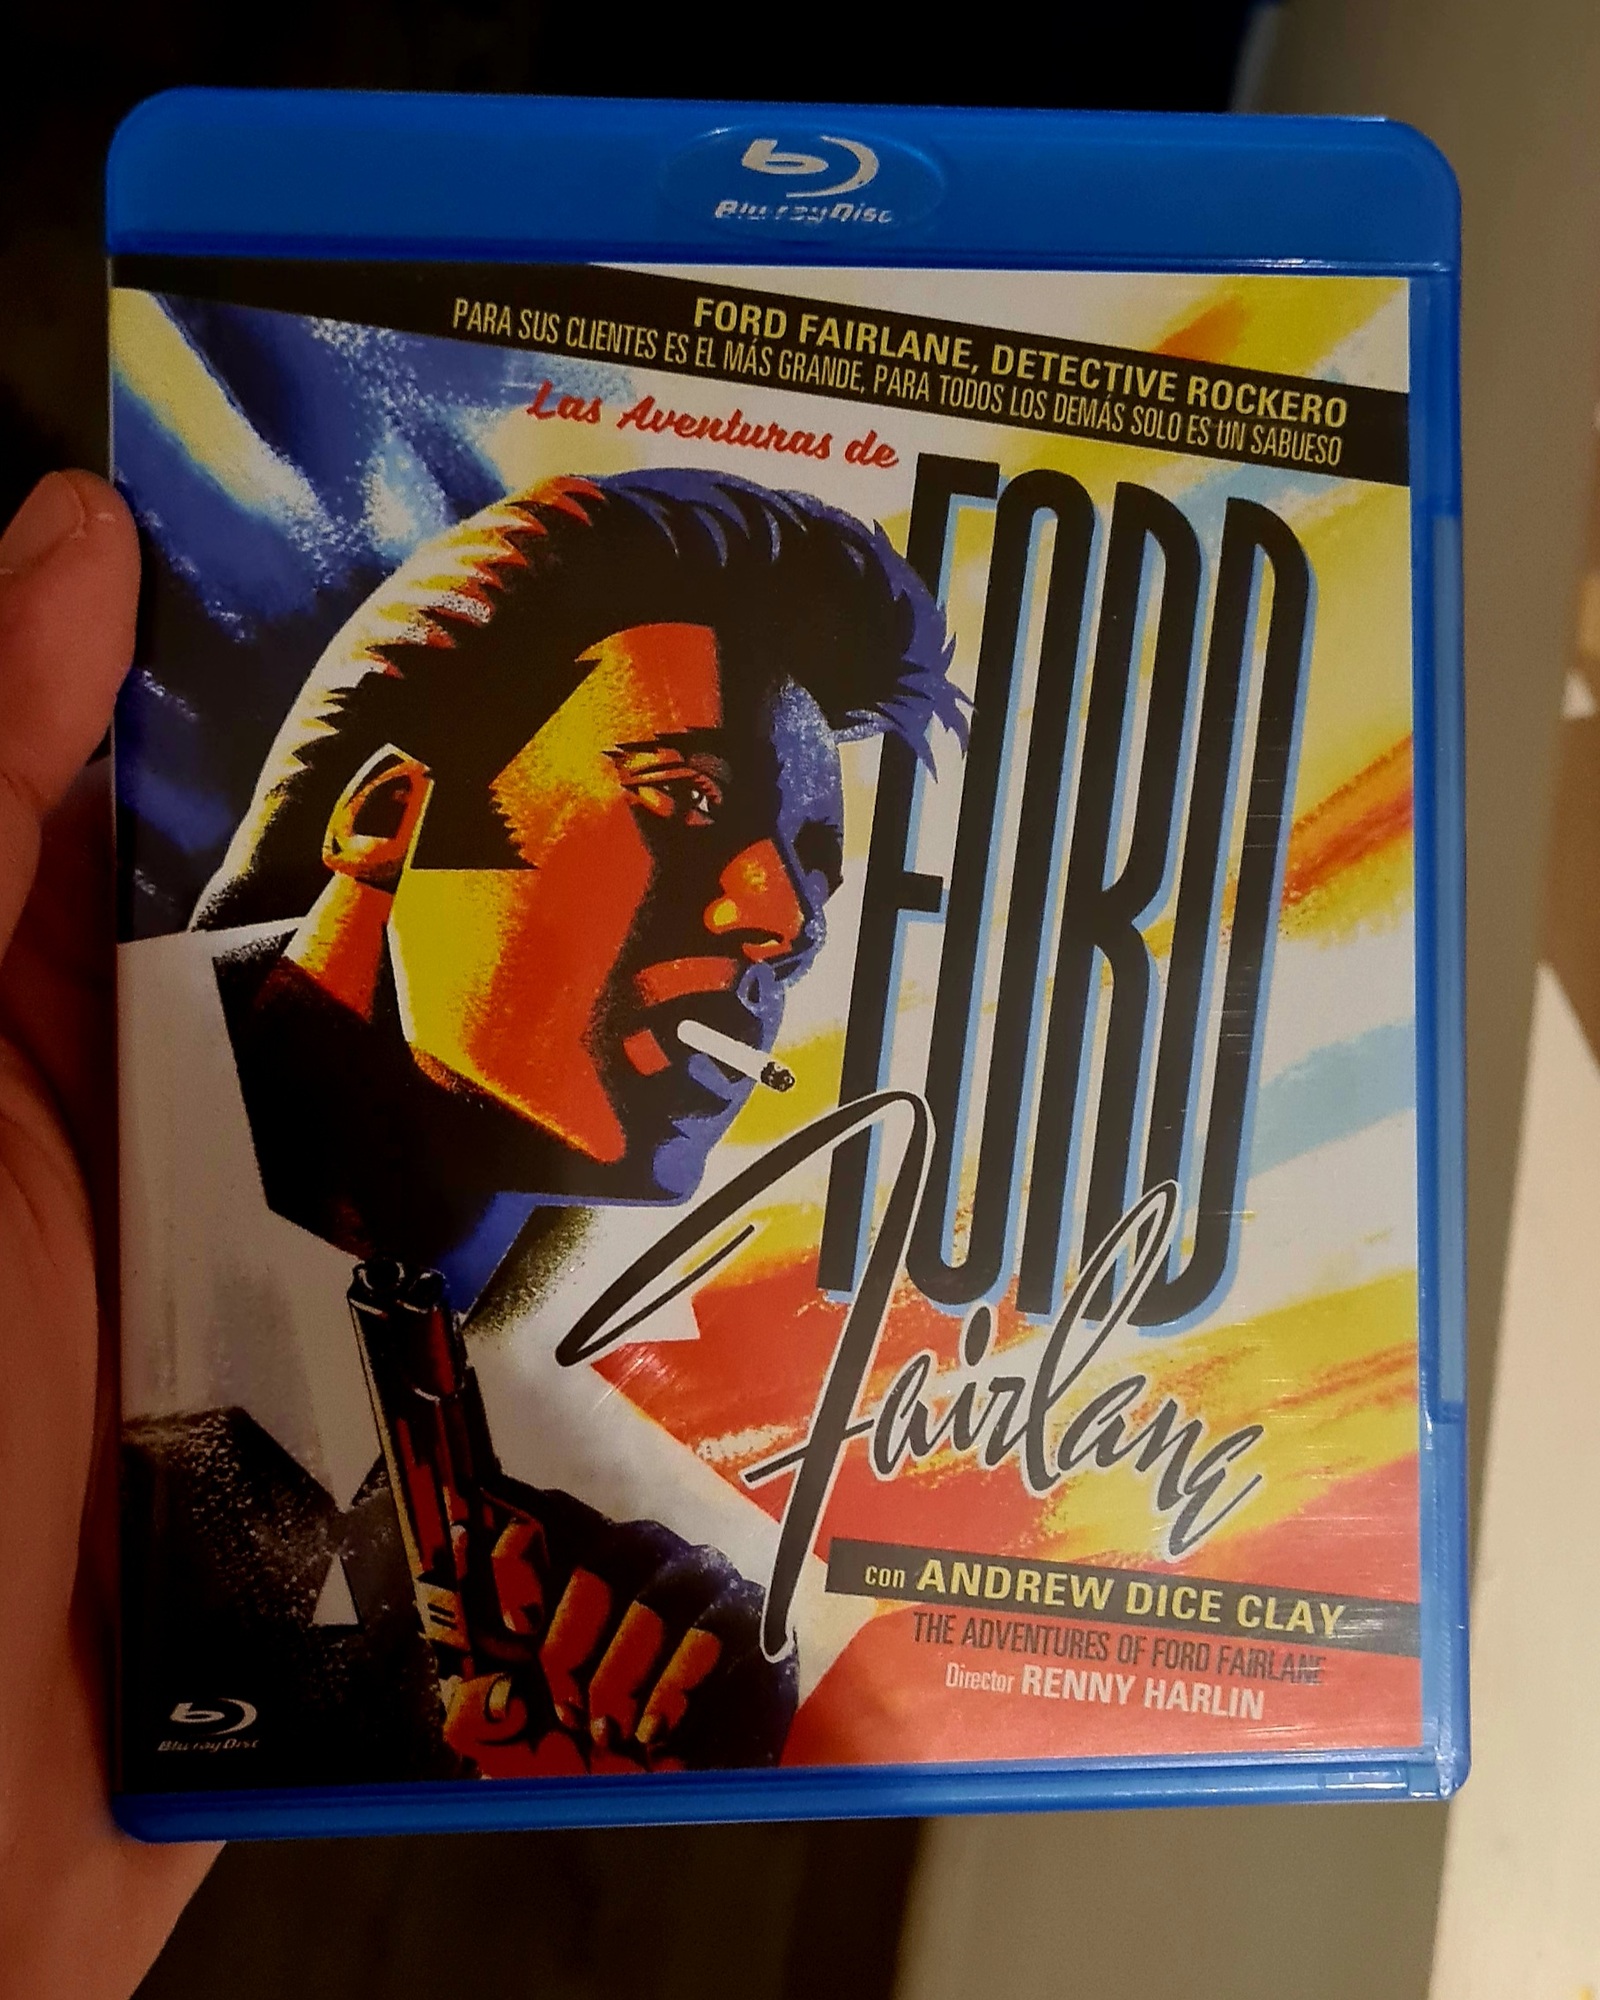 Blu-ray Disc
FORD FAIRLANE, DETECTIVE ROCKERO
PARA SUS CLIENTES ES EL MÁS GRANDE, PARA TODOS LOS DEMÁS SOLO ES UN SABUESO
Las Aventuras de
FORD
Fairlane
con ANDREW DICE CLAY
THE ADVENTURES OF FORD FAIRLANE
Director RENNY HARLIN
Blu-ray Disc